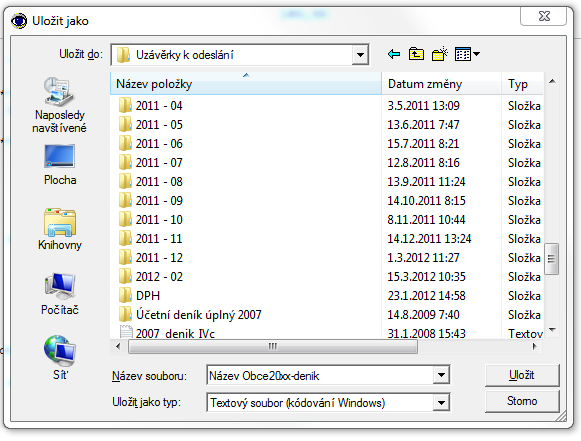 Uložit jako
Uložit do:
Uzávěrky k odeslání
Název položky
Datum změny
Typ
2011 - 04
3.5.2011 13:09
Složka
2011 - 05
13.6.2011 7:47
Složka
2011 - 06
15.7.2011 8:21
Složka
2011 - 07
12.8.2011 8:16
Složka
2011 - 08
13.9.2011 11:24
Složka
2011 - 09
14.10.2011 8:15
Složka
2011 - 10
8.11.2011 10:44
Složka
2011 - 11
14.12.2011 13:24
Složka
2011 - 12
1.3.2012 11:27
Složka
2012 - 02
15.3.2012 10:35
Složka
DPH
23.1.2012 14:58
Složka
Účetní deník úplný 2007
14.8.2009 7:40
Složka
2007_denik_IVc
31.1.2008 15:43
Textov
Naposledy
navštívené
Plocha
Knihovny
Počítač
Síť
Název souboru:
Název Obce20xx-denik
Uložit
Uložit jako typ:
Textový soubor (kódování Windows)
Storno